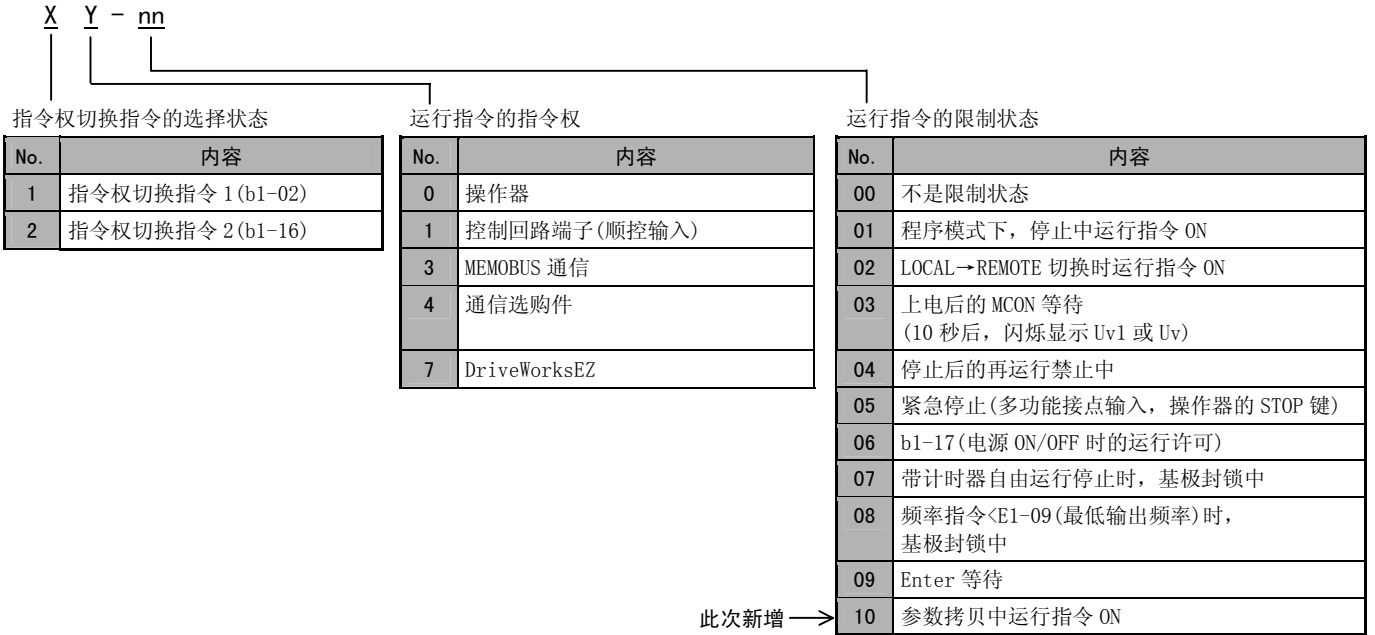 X Y - nn
指令权切换指令的选择状态
No. 内容
1 指令权切换指令 1(b1-02)
2 指令权切换指令 2(b1-16)
运行指令的指令权
No. 内容
0 操作器
1 控制回路端子(顺控输入)
3 MEMOBUS 通信
4 通信选购件
7 DriveWorksEZ
运行指令的限制状态
No. 内容
00 不是限制状态
01 程序模式下，停止中运行指令 ON
02 LOCAL→REMOTE 切换时运行指令 ON
03 上电后的 MCON 等待
(10 秒后，闪烁显示 Uv1 或 Uv)
04 停止后的再运行禁止中
05 紧急停止(多功能接点输入，操作器的 STOP 键)
06 b1-17(电源 ON/OFF 时的运行许可)
07 带计时器自由运行停止时，基极封锁中
08 频率指令<E1-09(最低输出频率)时，
基极封锁中
09 Enter 等待
此次新增→ 10 参数拷贝中运行指令 ON